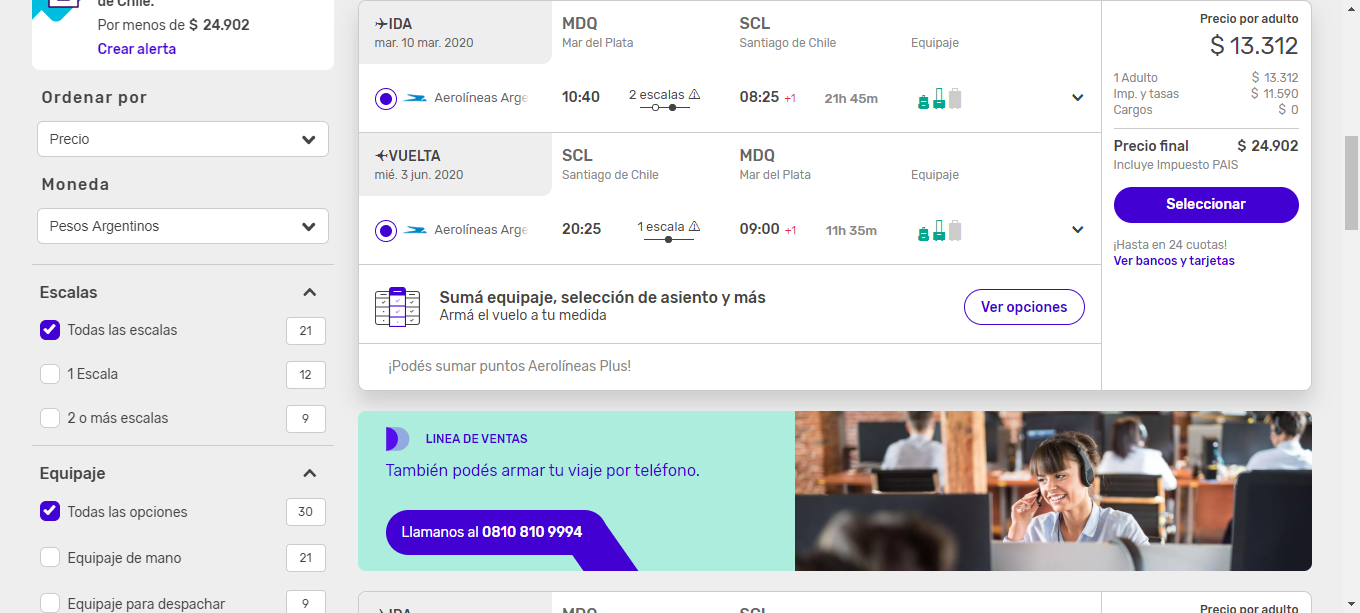 de Chile.
Por menos de $ 24.902
Crear alerta
Ordenar por
Precio
Moneda
Pesos Argentinos
Escalas
Todas las escalas 21
1 Escala 12
2 o más escalas 9
Equipaje
Todas las opciones 30
Equipaje de mano 21
Equipaje para despachar 9
IDA
mar. 10 mar. 2020
MDQ
Mar del Plata
SCL
Santiago de Chile
Equipaje
Aerolíneas Arge 10:40 2 escalas 08:25 +1 21h 45m
VUELTA
mié. 3 jun. 2020
SCL
Santiago de Chile
MDQ
Mar del Plata
Equipaje
Aerolíneas Arge 20:25 1 escala 09:00 +1 11h 35m
Sumá equipaje, selección de asiento y más
Armá el vuelo a tu medida
Ver opciones
¡Podés sumar puntos Aerolíneas Plus!
Precio por adulto
$ 13.312
1 Adulto $ 13.312
Imp. y tasas $ 11.590
Cargos $ 0
Precio final $ 24.902
Incluye Impuesto PAIS
Seleccionar
¡Hasta en 24 cuotas!
Ver bancos y tarjetas
LINEA DE VENTAS
También podés armar tu viaje por teléfono.
Llamanos al 0810 810 9994
IDA MDQ SCL
Precio por adulto